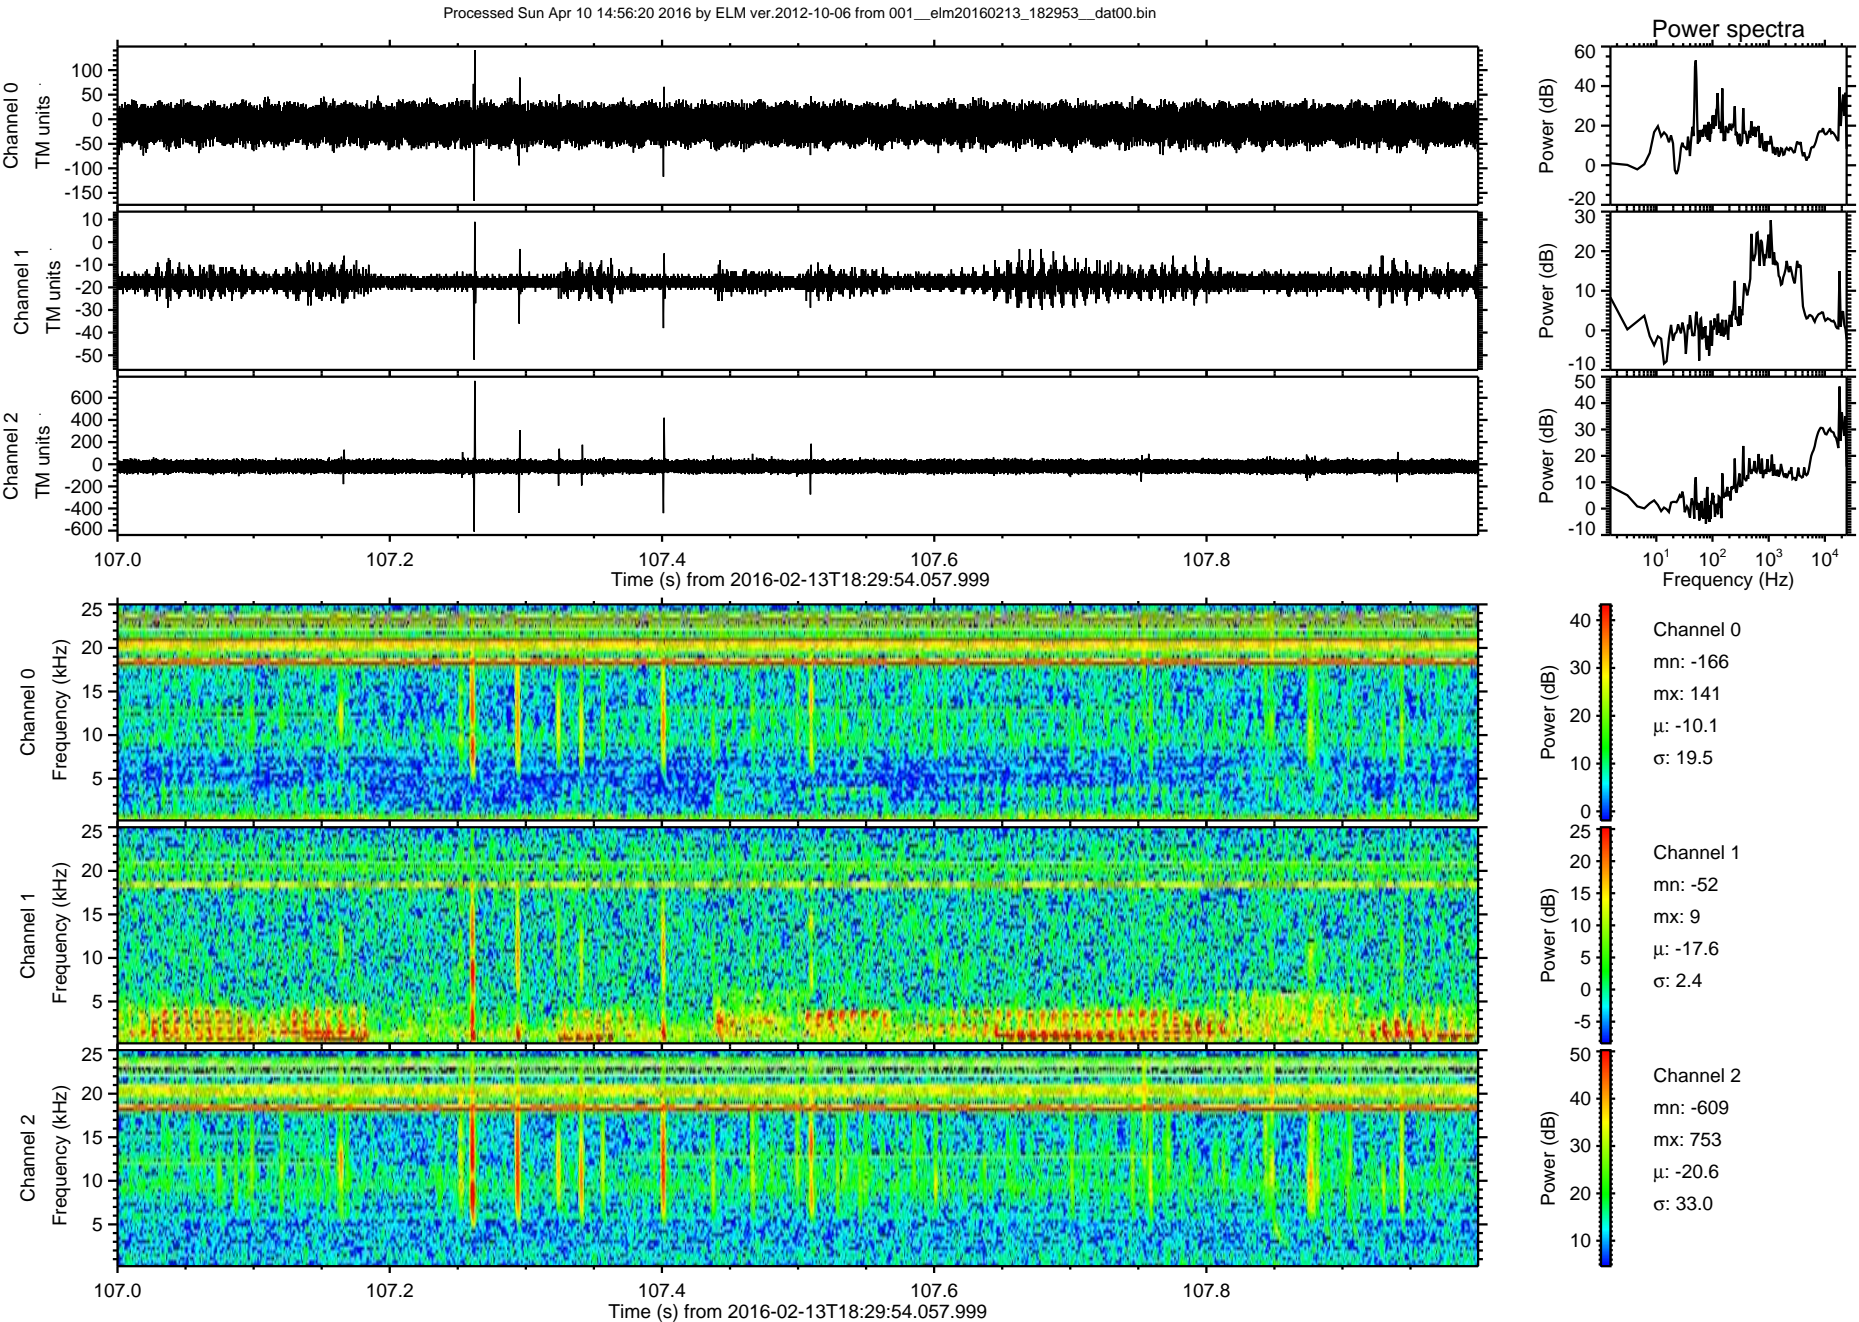 Processed Sun Apr 10 14:56:20 2016 by ELM ver.2012-10-06 from 001__elm20160213_182953__dat00.bin
Power spectra
Channel 0
TM units
100
50
0
-50
-100
-150
Power (dB)
60
40
20
0
-20
Channel 1
TM units
10
0
-10
-20
-30
-40
-50
Power (dB)
30
20
10
0
-10
Channel 2
TM units
600
400
200
0
-200
-400
-600
Power (dB)
50
40
30
20
10
0
-10
107.0 107.2 107.4 107.6 107.8
Time (s) from 2016-02-13T18:29:54.057.999
10¹ 10² 10³ 10⁴
Frequency (Hz)
Channel 0
Frequency (kHz)
25
20
15
10
5
Power (dB)
40
30
20
10
0
Channel 0
mn: -166
mx: 141
μ: -10.1
σ: 19.5
Channel 1
Frequency (kHz)
25
20
15
10
5
Power (dB)
25
20
15
10
5
0
-5
Channel 1
mn: -52
mx: 9
μ: -17.6
σ: 2.4
Channel 2
Frequency (kHz)
25
20
15
10
5
Power (dB)
50
40
30
20
10
Channel 2
mn: -609
mx: 753
μ: -20.6
σ: 33.0
107.0 107.2 107.4 107.6 107.8
Time (s) from 2016-02-13T18:29:54.057.999